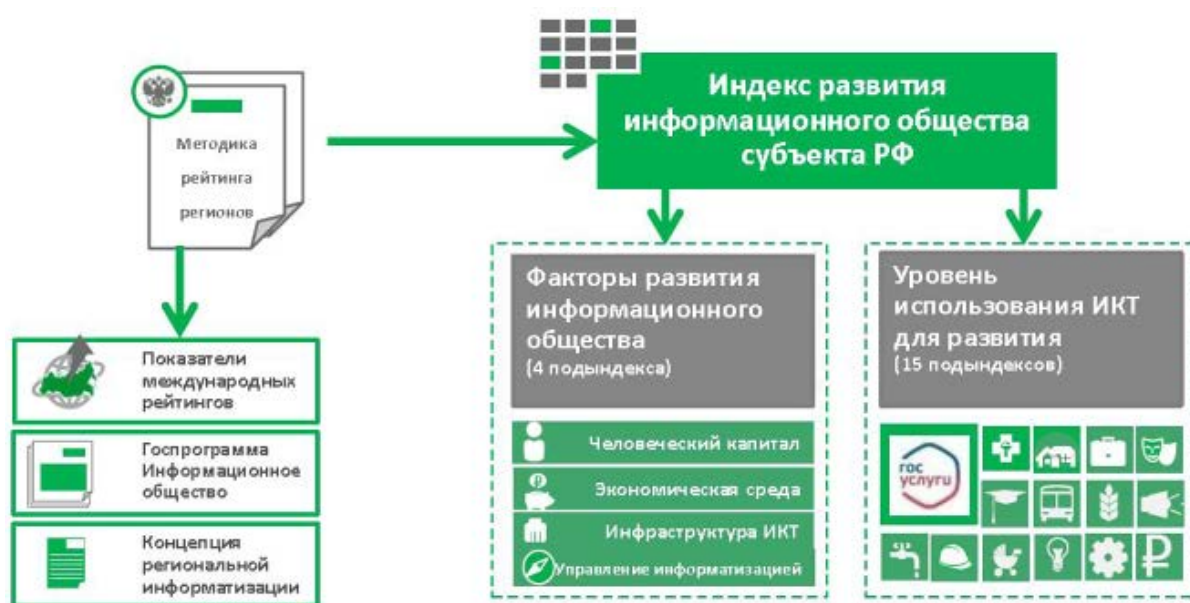 Методика
рейтинга
регионов
Индекс развития
информационного общества
субъекта РФ
Показатели
международных
рейтингов
Госпрограмма
Информационное
общество
Концепция
региональной
информатизации
Факторы развития
информационного
общества
(4 подындекса)
Человеческий капитал
Экономическая среда
Инфраструктура ИКТ
Управление информатизацией
Уровень
использования ИКТ
для развития
(15 подындексов)
гос
услуги